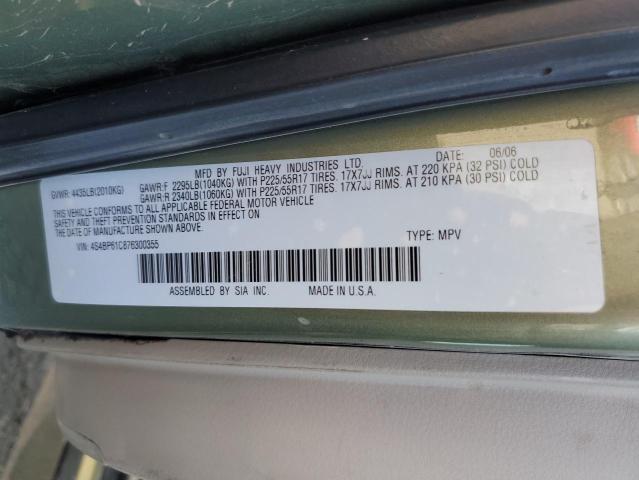 MFD BY FUJI HEAVY INDUSTRIES LTD. DATE: 06/06
GVWR: 4435LB(2010KG) GAWR:F 2295LB(1040KG) WITH P225/55R17 TIRES. 17X7JJ RIMS. AT 220 KPA (32 PSI) COLD
GAWR:R 2340LB(1060KG) WITH P225/55R17 TIRES. 17X7JJ RIMS. AT 210 KPA (30 PSI) COLD
THIS VEHICLE CONFORMS TO ALL APPLICABLE FEDERAL MOTOR VEHICLE
SAFETY AND THEFT PREVENTION STANDARDS IN EFFECT ON
THE DATE OF MANUFACTURE SHOWN ABOVE.
VIN: 4S4BP61C876300355 TYPE: MPV
ASSEMBLED BY SIA INC. MADE IN U.S.A.